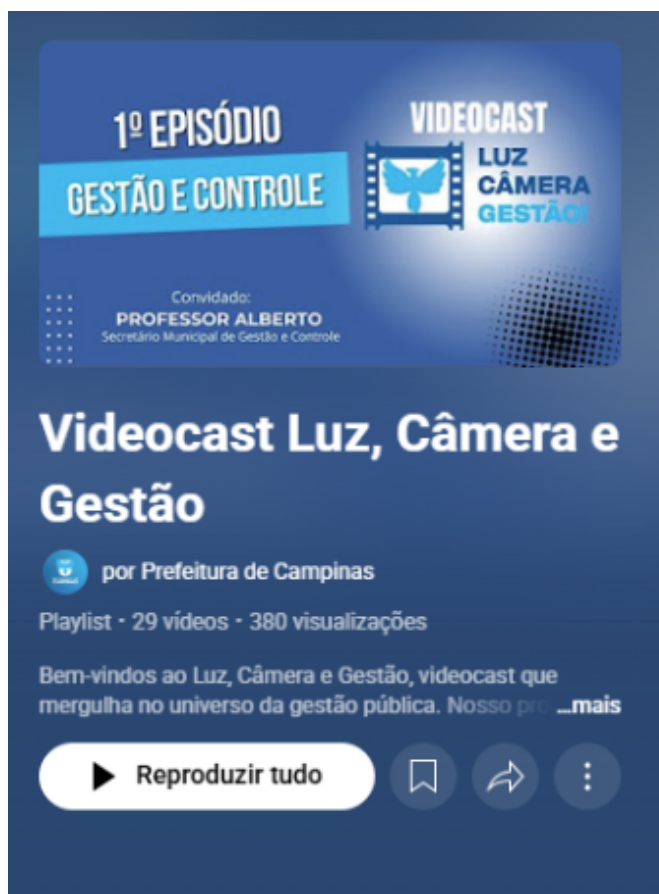 1º EPISÓDIO
GESTÃO E CONTROLE
Convidado:
PROFESSOR ALBERTO
Secretário Municipal de Gestão e Controle
VIDEOCAST
LUZ
CÂMERA
GESTÃO!
Videocast Luz, Câmera e
Gestão
por Prefeitura de Campinas
Playlist • 29 vídeos • 380 visualizações
Bem-vindos ao Luz, Câmera e Gestão, videocast que
mergulha no universo da gestão pública. Nosso pro ...mais
Reproduzir tudo